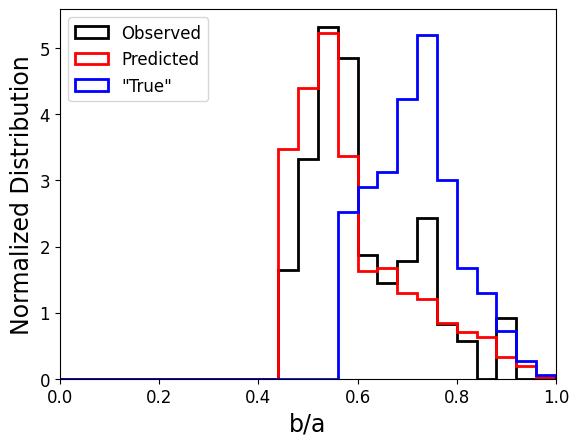 Observed
Predicted
"True"
Normalized Distribution
5
4
3
2
1
0
0.0 0.2 0.4 0.6 0.8 1.0
b/a